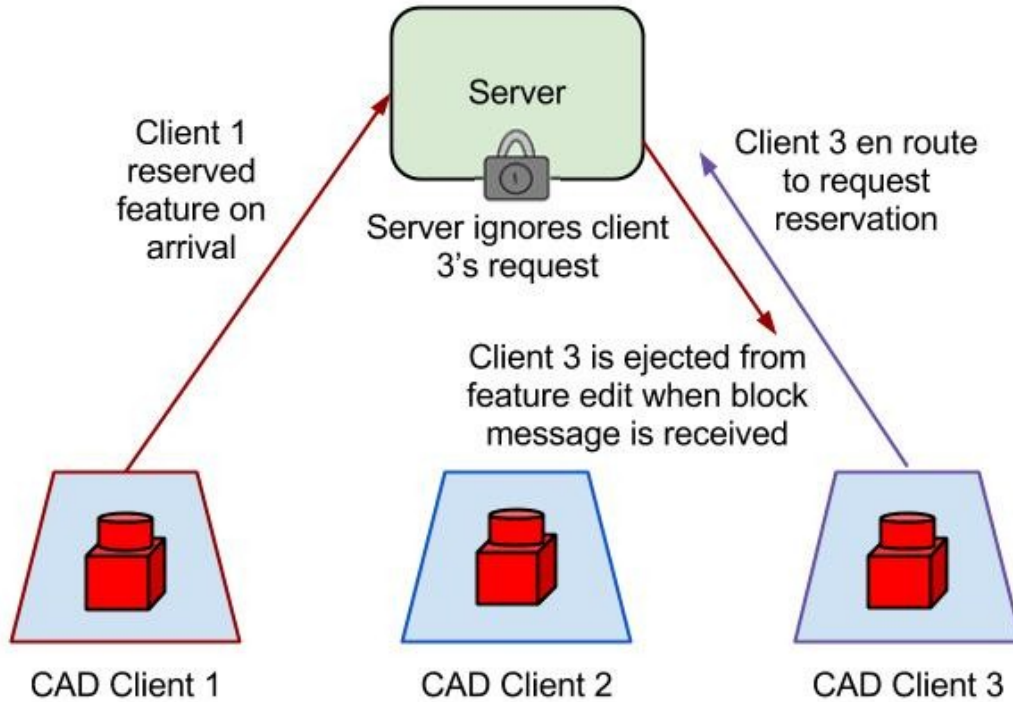 Server
Client 1
reserved
feature on
arrival
Client 3 en route
to request
reservation
Server ignores client
3's request
Client 3 is ejected from
feature edit when block
message is received
CAD Client 1
CAD Client 2
CAD Client 3